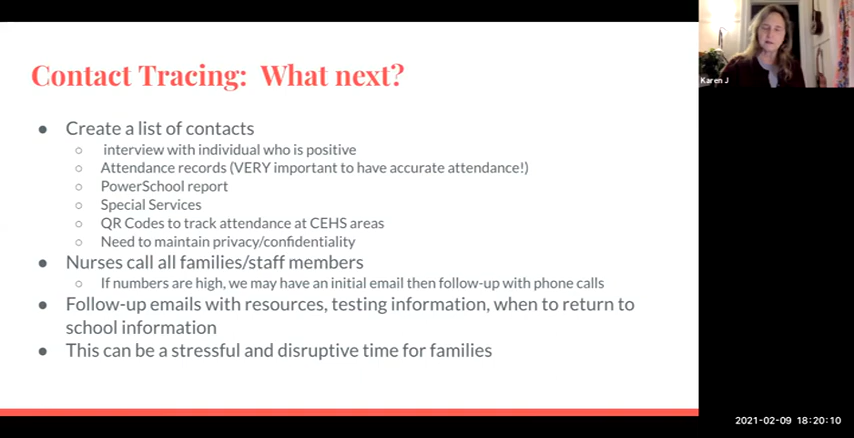 Contact Tracing: What next?
Create a list of contacts
interview with individual who is positive
Attendance records (VERY important to have accurate attendance!)
PowerSchool report
Special Services
QR Codes to track attendance at CEHS areas
Need to maintain privacy/confidentiality
Nurses call all families/staff members
If numbers are high, we may have an initial email then follow-up with phone calls
Follow-up emails with resources, testing information, when to return to
school information
This can be a stressful and disruptive time for families
Karen J
2021-02-09 18:20:10